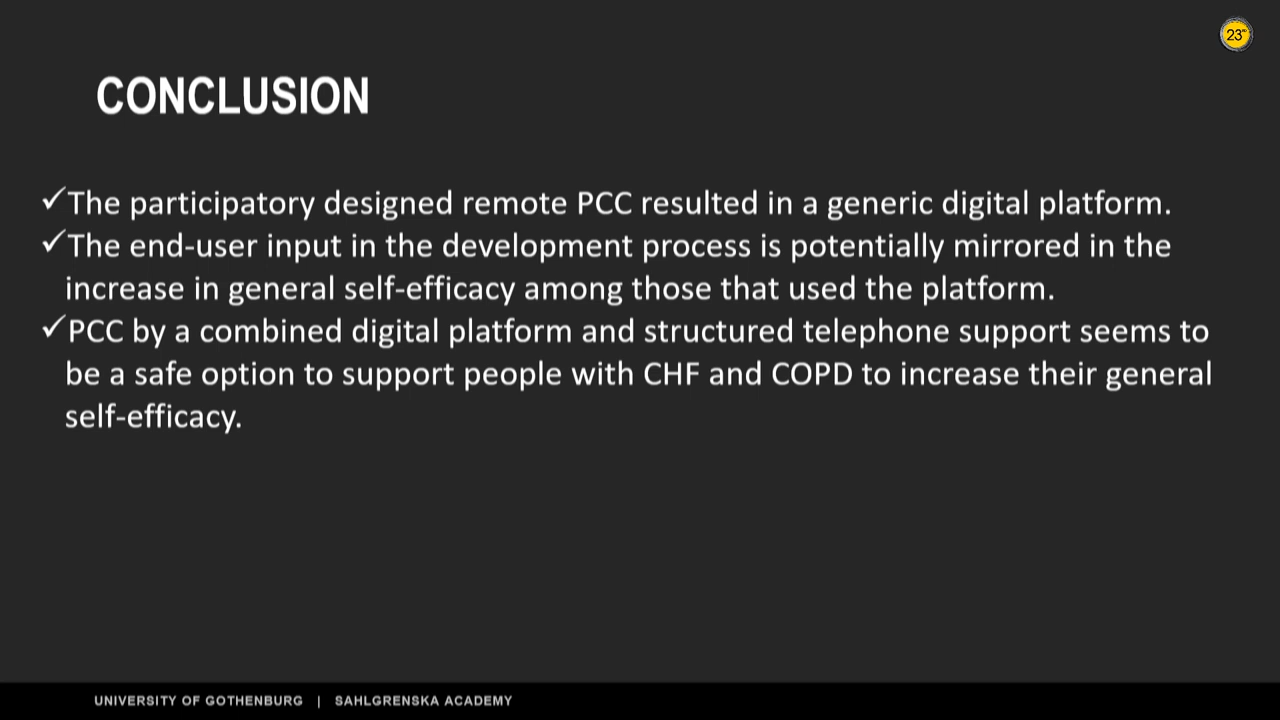 23
CONCLUSION
✓The participatory designed remote PCC resulted in a generic digital platform.
✓The end-user input in the development process is potentially mirrored in the
increase in general self-efficacy among those that used the platform.
✓PCC by a combined digital platform and structured telephone support seems to
be a safe option to support people with CHF and COPD to increase their general
self-efficacy.
UNIVERSITY OF GOTHENBURG | SAHLGRENSKA ACADEMY